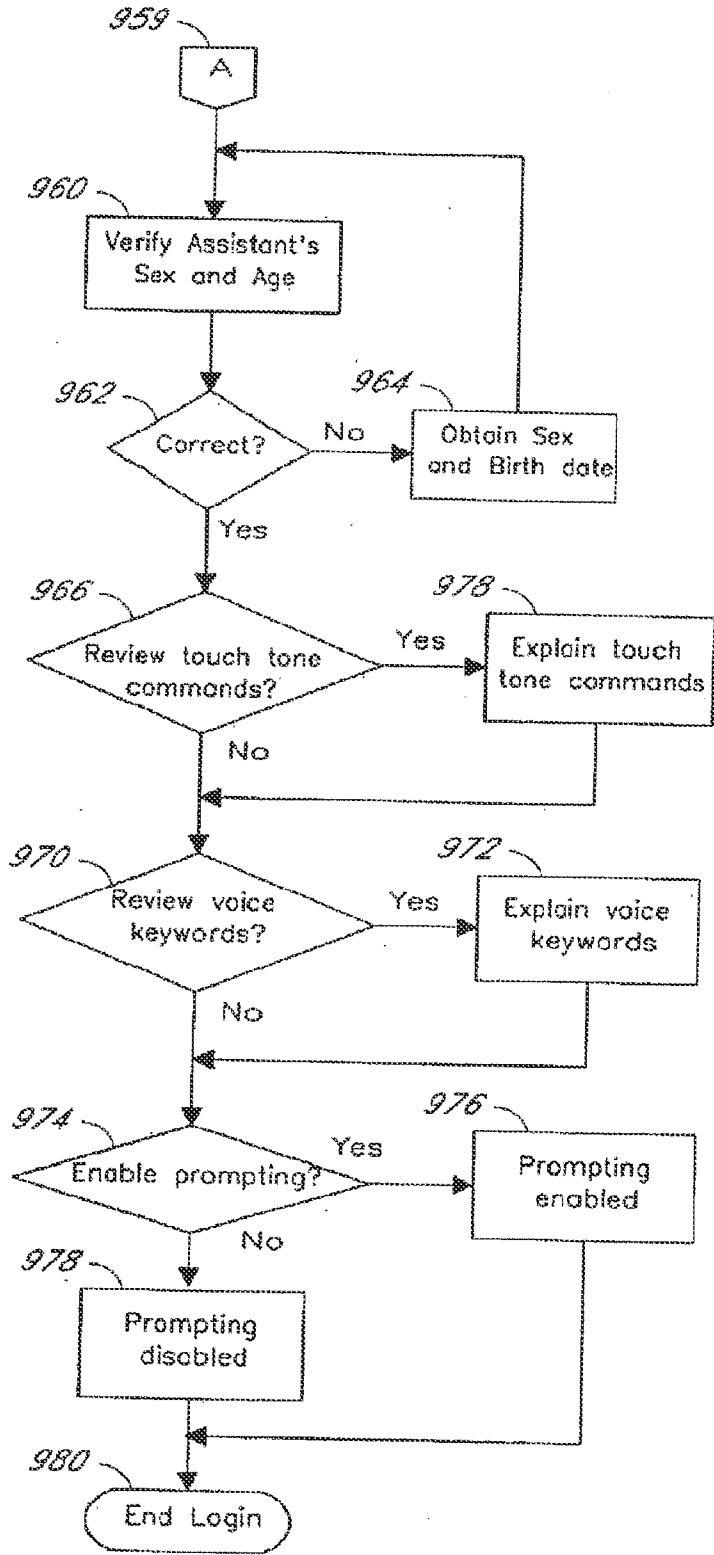 959
A
960
Verify Assistant's
Sex and Age
962
Correct?
No
964
Obtain Sex
and Birth date
Yes
966
Review touch tone
commands?
Yes
978
Explain touch
tone commands
No
970
Review voice
keywords?
Yes
972
Explain voice
keywords
No
974
Enable prompting?
Yes
976
Prompting
enabled
No
978
Prompting
disabled
980
End Login